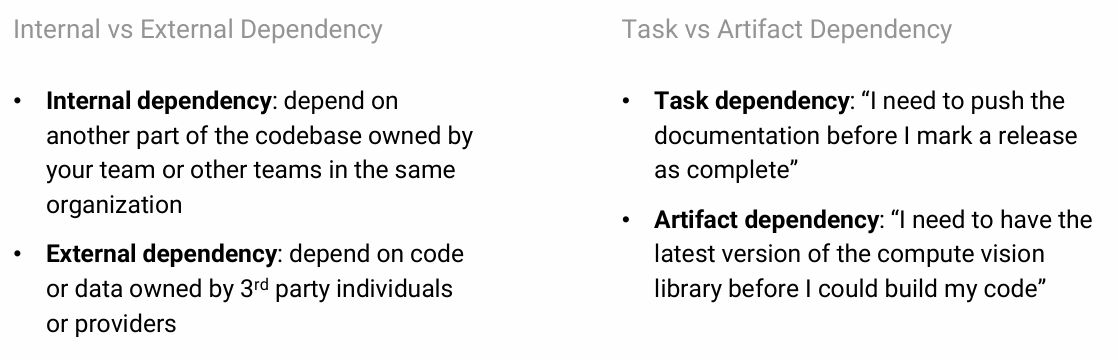 Internal vs External Dependency
• Internal dependency: depend on
another part of the codebase owned by
your team or other teams in the same
organization
• External dependency: depend on code
or data owned by 3rd party individuals
or providers
Task vs Artifact Dependency
• Task dependency: “I need to push the
documentation before I mark a release
as complete”
• Artifact dependency: “I need to have the
latest version of the compute vision
library before I could build my code”